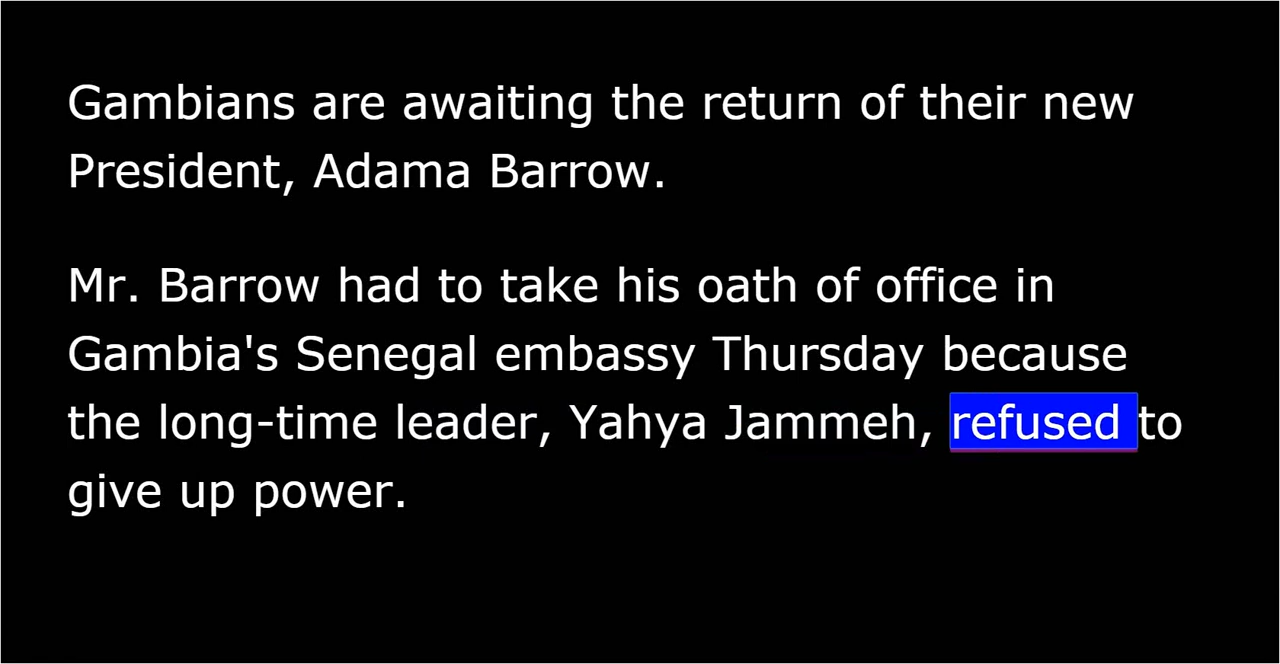 Gambians are awaiting the return of their new
President, Adama Barrow.
Mr. Barrow had to take his oath of office in
Gambia's Senegal embassy Thursday because
the long-time leader, Yahya Jammeh, refused to
give up power.